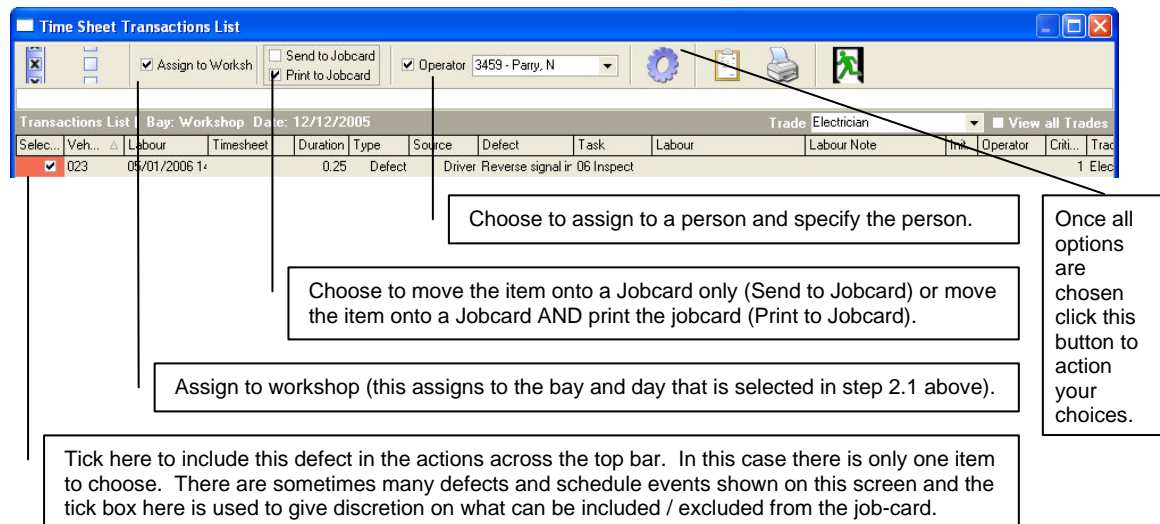 Time Sheet Transactions List
Assign to Worksh
Send to Jobcard
Print to Jobcard
Operator 3459 - Parry, N
Transactions List | Bay: Workshop Date: 12/12/2005 Trade Electrician View all Trades
Selec... Veh... Labour Timesheet Duration Type Source Defect Task Labour Labour Note Init. Operator Criti... Trac
023 05/01/2006 14 0.25 Defect Driver Reverse signal ir 06 Inspect 1 Elec
Choose to assign to a person and specify the person.
Choose to move the item onto a Jobcard only (Send to Jobcard) or move
the item onto a Jobcard AND print the jobcard (Print to Jobcard).
Assign to workshop (this assigns to the bay and day that is selected in step 2.1 above).
Once all
options
are
chosen
click this
button to
action
your
choices.
Tick here to include this defect in the actions across the top bar. In this case there is only one item
to choose. There are sometimes many defects and schedule events shown on this screen and the
tick box here is used to give discretion on what can be included / excluded from the job-card.